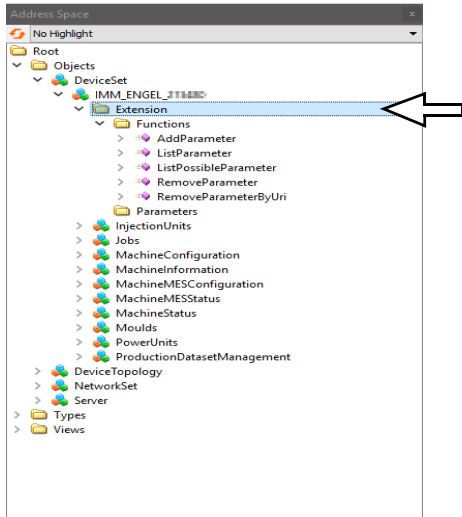 Address Space
No Highlight
Root
Objects
DeviceSet
IMM_ENGEL_
Extension
Functions
AddParameter
ListParameter
ListPossibleParameter
RemoveParameter
RemoveParameterByUri
Parameters
InjectionUnits
Jobs
MachineConfiguration
MachineInformation
MachineMESConfiguration
MachineMESStatus
MachineStatus
Moulds
PowerUnits
ProductionDatasetManagement
DeviceTopology
NetworkSet
Server
Types
Views